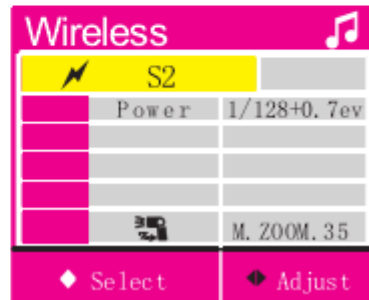 Wireless
S2
Power 1/128+0.7ev
M. ZOOM. 35
Select Adjust